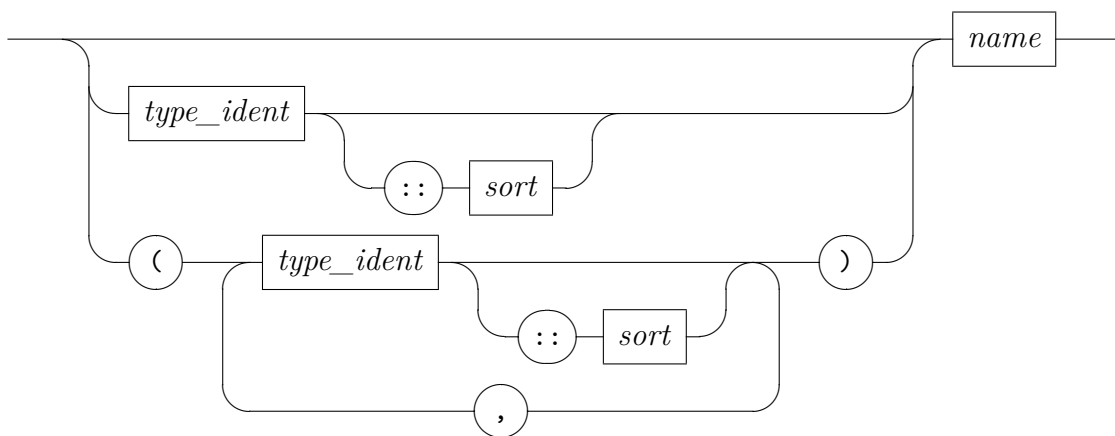 name
type_ident
:: sort
( type_ident )
:: sort
,